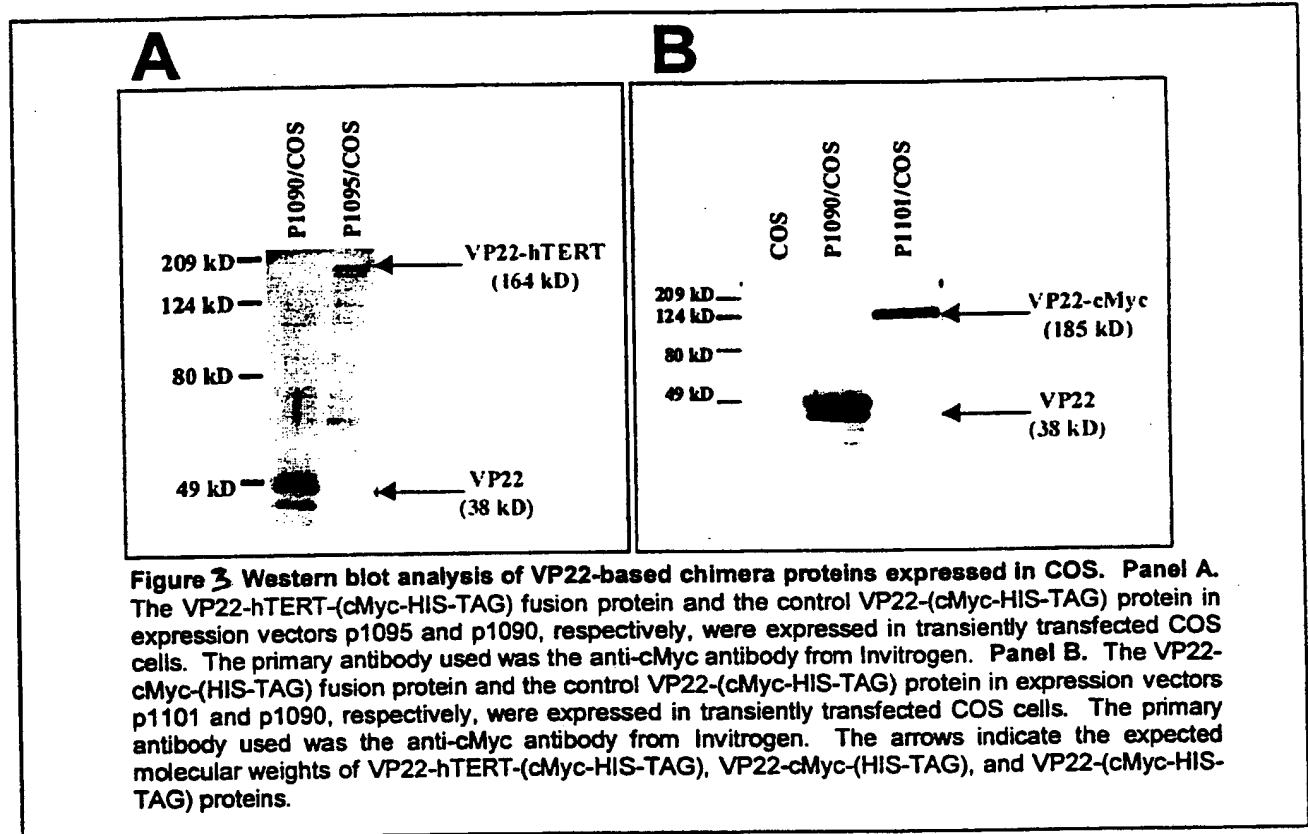 A
B
P1090/COS
P1095/COS
209 kD
124 kD
80 kD
49 kD
VP22-hTERT
(164 kD)
VP22
(38 kD)
COS
P1090/COS
P1101/COS
209 kD
124 kD
80 kD
49 kD
VP22-cMyc
(185 kD)
VP22
(38 kD)
Figure 3 Western blot analysis of VP22-based chimera proteins expressed in COS. Panel A.
The VP22-hTERT-(cMyc-HIS-TAG) fusion protein and the control VP22-(cMyc-HIS-TAG) protein in
expression vectors p1095 and p1090, respectively, were expressed in transiently transfected COS
cells. The primary antibody used was the anti-cMyc antibody from Invitrogen. Panel B. The VP22-
cMyc-(HIS-TAG) fusion protein and the control VP22-(cMyc-HIS-TAG) protein in expression vectors
p1101 and p1090, respectively, were expressed in transiently transfected COS cells. The primary
antibody used was the anti-cMyc antibody from Invitrogen. The arrows indicate the expected
molecular weights of VP22-hTERT-(cMyc-HIS-TAG), VP22-cMyc-(HIS-TAG), and VP22-(cMyc-HIS-
TAG) proteins.